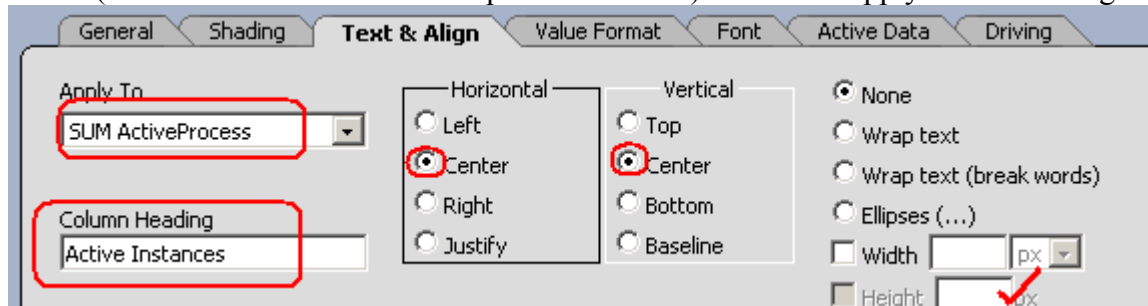 General Shading Text & Align Value Format Font Active Data Driving
Apply To
SUM ActiveProcess
Column Heading
Active Instances
Horizontal
Left
Center
Right
Justify
Vertical
Top
Center
Bottom
Baseline
None
Wrap text
Wrap text (break words)
Ellipses (...)
Width px
Height px